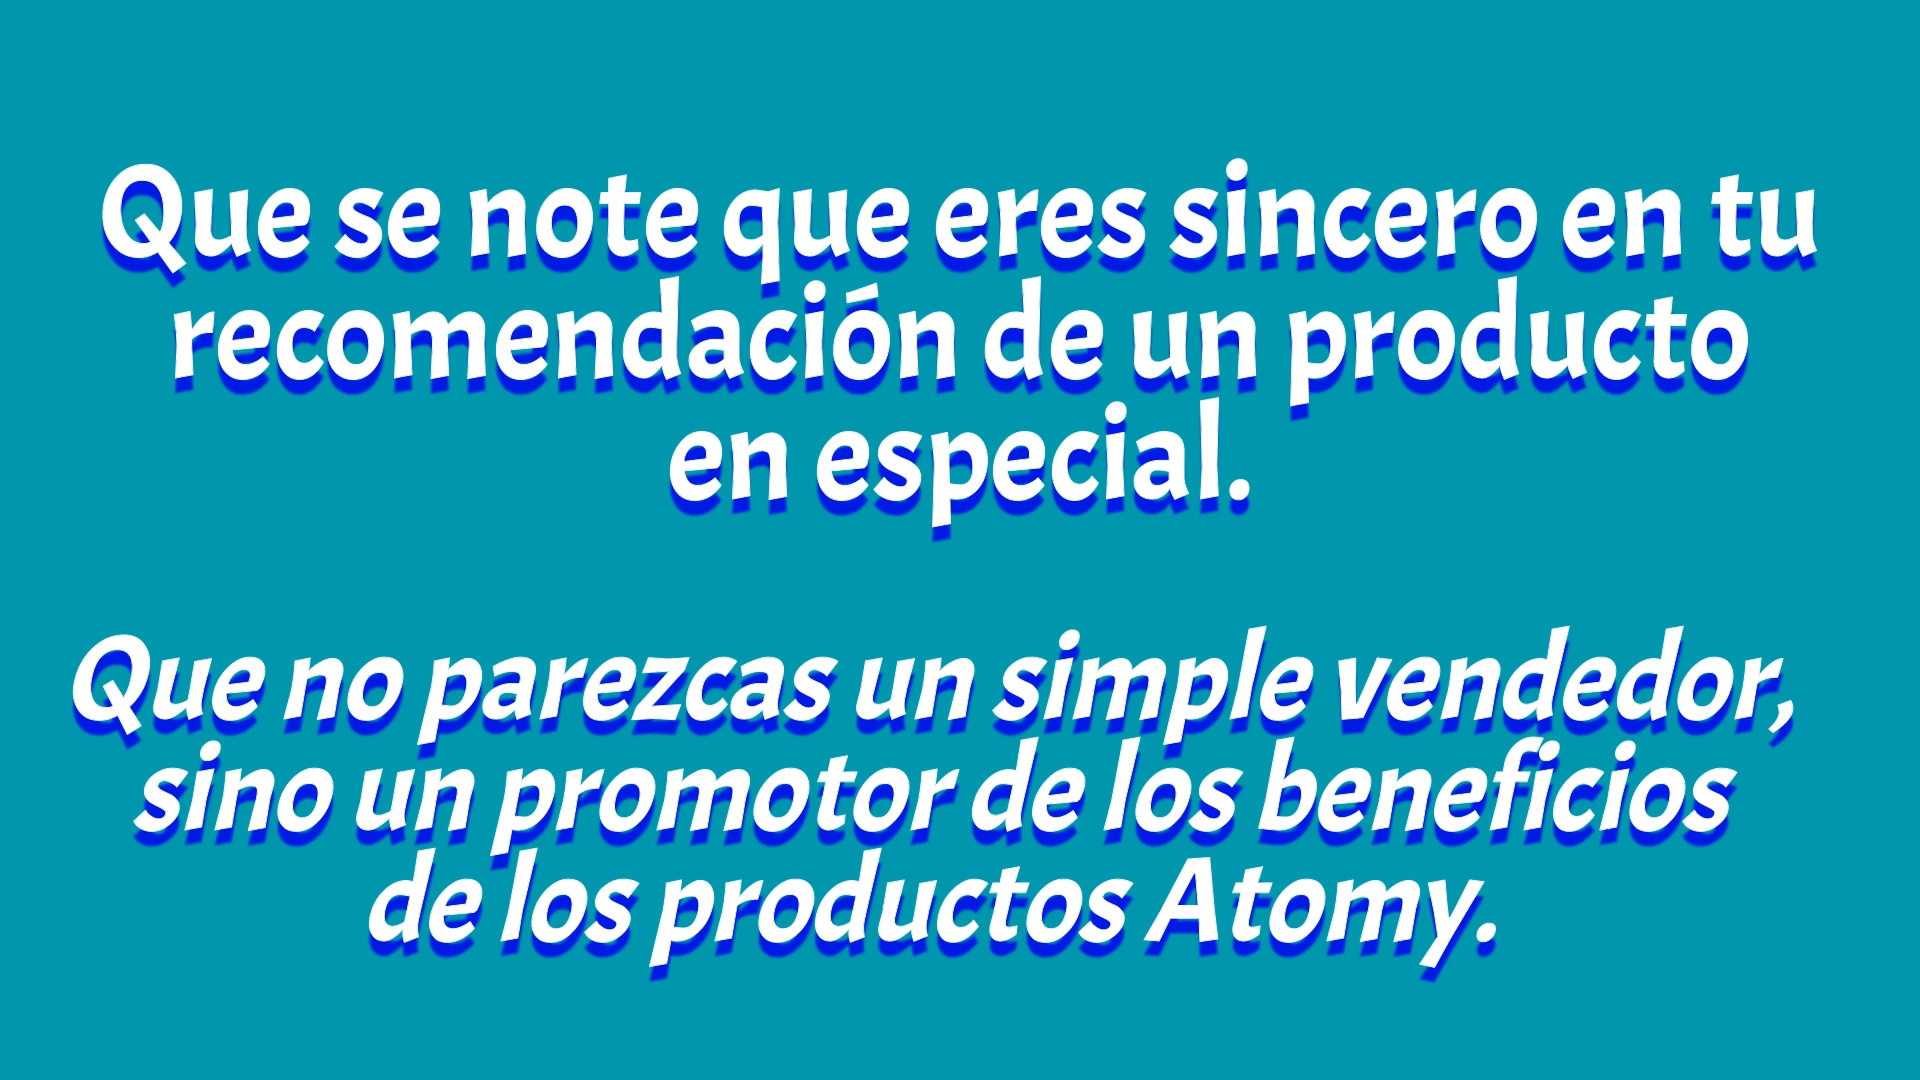 Que se note que eres sincero en tu
recomendación de un producto
en especial.
Que no parezcas un simple vendedor,
sino un promotor de los beneficios
de los productos Atomy.